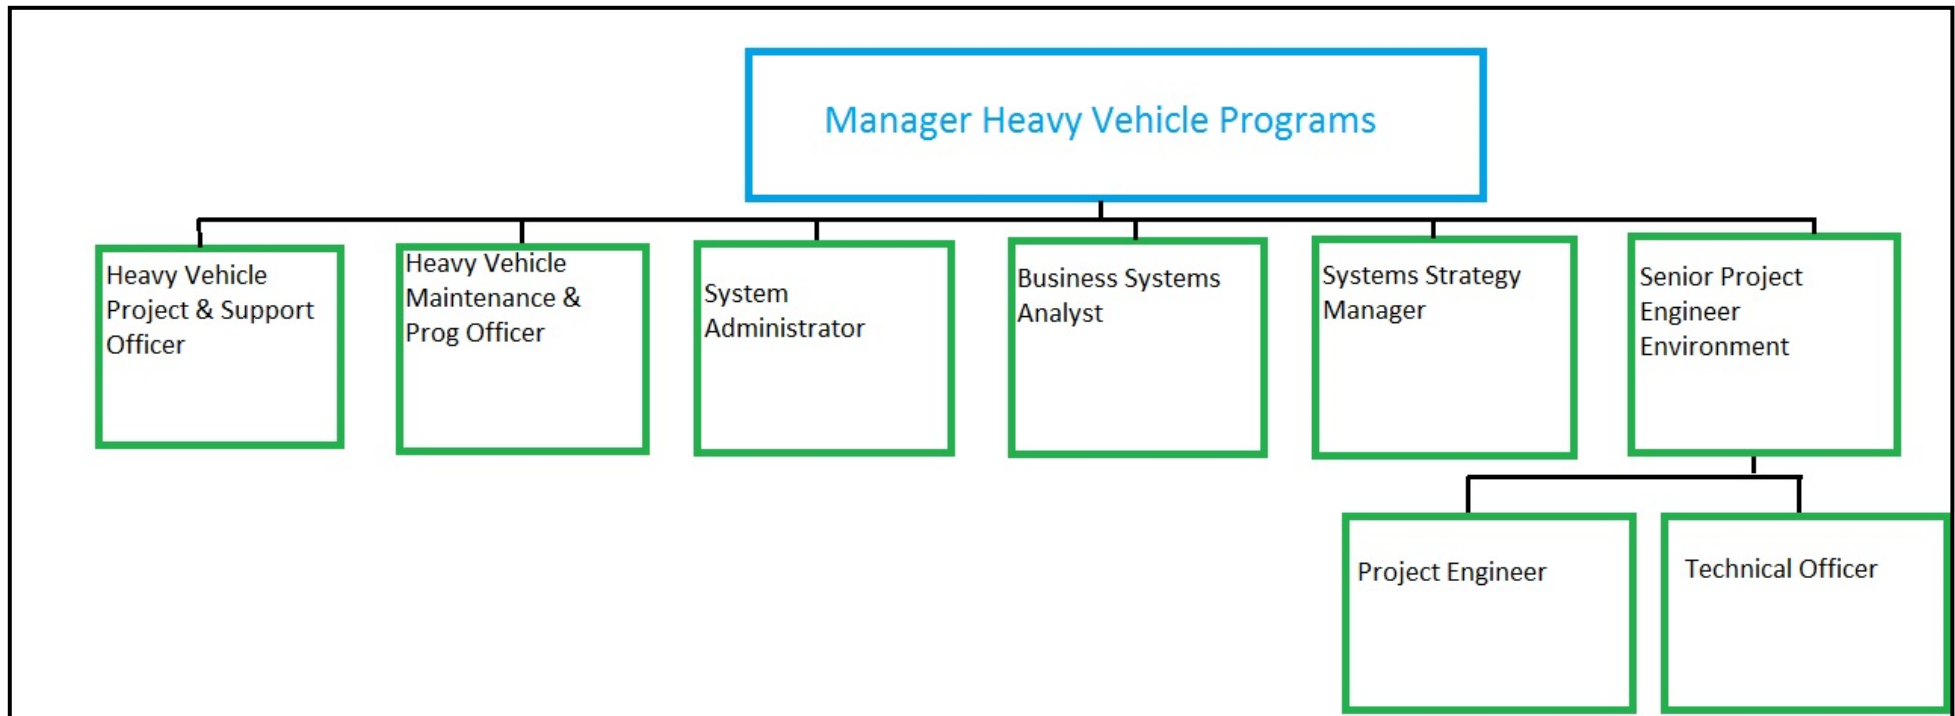 Manager Heavy Vehicle Programs
Heavy Vehicle
Project & Support
Officer
Heavy Vehicle
Maintenance &
Prog Officer
System
Administrator
Business Systems
Analyst
Systems Strategy
Manager
Senior Project
Engineer
Environment
Project Engineer
Technical Officer